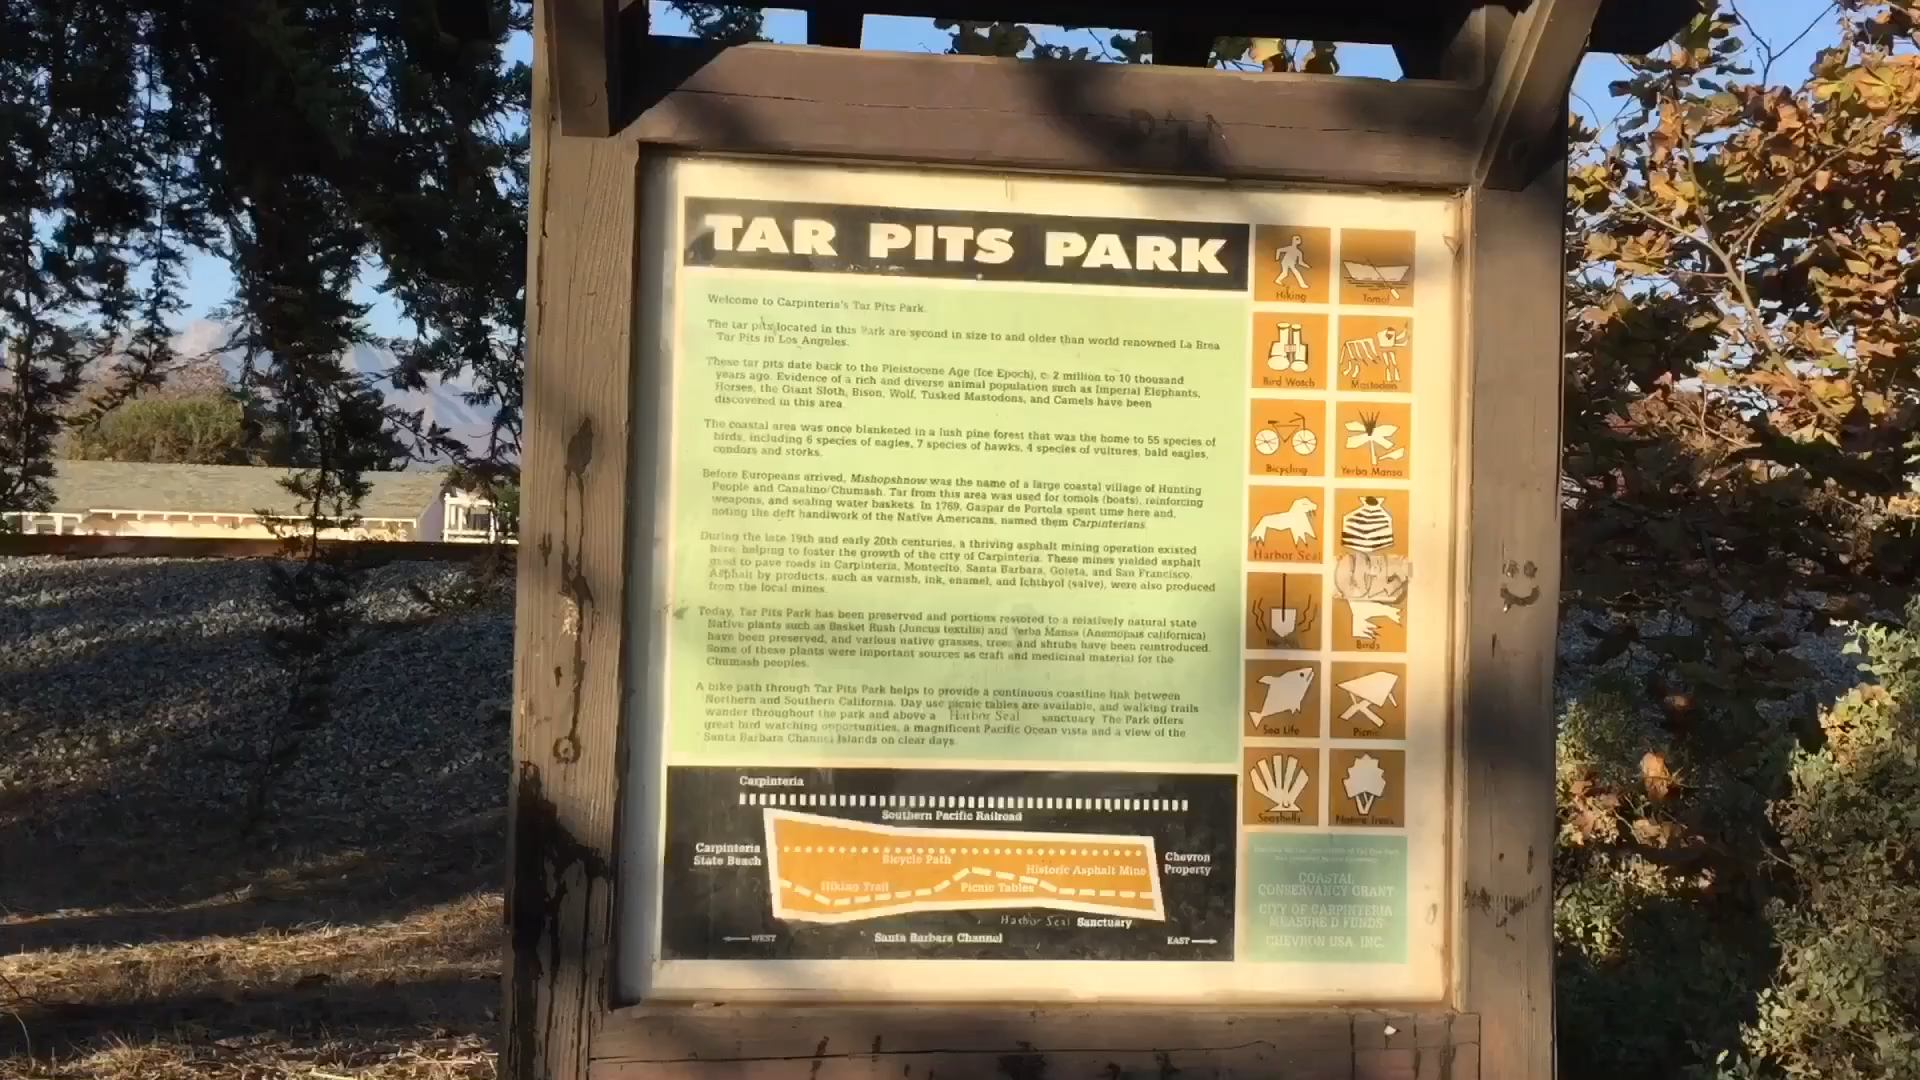 TAR PITS PARK
Welcome to Carpinteria's Tar Pits Park.
The tar pits located in this Park are second in size to and older than world renowned La Brea
Tar Pits in Los Angeles.
These tar pits date back to the Pleistocene Age (Ice Epoch), c. 2 million to 10 thousand
years ago. Evidence of a rich and diverse animal population such as Imperial Elephants,
Horses, the Giant Sloth, Bison, Wolf, Tusked Mastodons, and Camels have been
discovered in this area.
The coastal area was once blanketed in a lush pine forest that was the home to 55 species of
birds, including 6 species of eagles, 7 species of hawks, 4 species of vultures, bald eagles,
condors and storks.
Before Europeans arrived, Mishopshnow was the name of a large coastal village of Hunting
People and Canalino/Chumash. Tar from this area was used for tomols (boats), reinforcing
weapons, and sealing water baskets. In 1769, Gaspar de Portola spent time here and,
noting the deft handiwork of the Native Americans, named them Carpinterians.
During the late 19th and early 20th centuries, a thriving asphalt mining operation existed
here, helping to foster the growth of the city of Carpinteria. These mines yielded asphalt
used to pave roads in Carpinteria, Montecito, Santa Barbara, Goleta, and San Francisco.
Asphalt by products, such as varnish, ink, enamel, and Ichthyol (salve), were also produced
from the local mines.
Today, Tar Pits Park has been preserved and portions restored to a relatively natural state
Native plants such as Basket Rush (Juncus textilis) and Yerba Mansa (Anemopsis californica)
have been preserved, and various native grasses, trees and shrubs have been reintroduced.
Some of these plants were important sources as craft and medicinal material for the
Chumash peoples.
A bike path through Tar Pits Park helps to provide a continuous coastline link between
Northern and Southern California. Day use picnic tables are available, and walking trails
wander throughout the park and above a Harbor Seal sanctuary. The Park offers
great bird watching opportunities, a magnificent Pacific Ocean vista and a view of the
Santa Barbara Channel Islands on clear days.
Carpinteria
Southern Pacific Railroad
Carpinteria
State Beach
Bicycle Path
Historic Asphalt Mine
Chevron
Property
Hiking Trail
Picnic Tables
Harbor Seal Sanctuary
WEST
Santa Barbara Channel
EAST
Hiking
Tomol
Bird Watch
Mastodon
Bicycling
Yerba Mansa
Harbor Seal
Birds
Sea Life
Picnic
Seashells
Native Trees
COASTAL
CONSERVANCY GRANT
CITY OF CARPINTERIA
MEASURE D FUNDS
CHEVRON USA, INC.